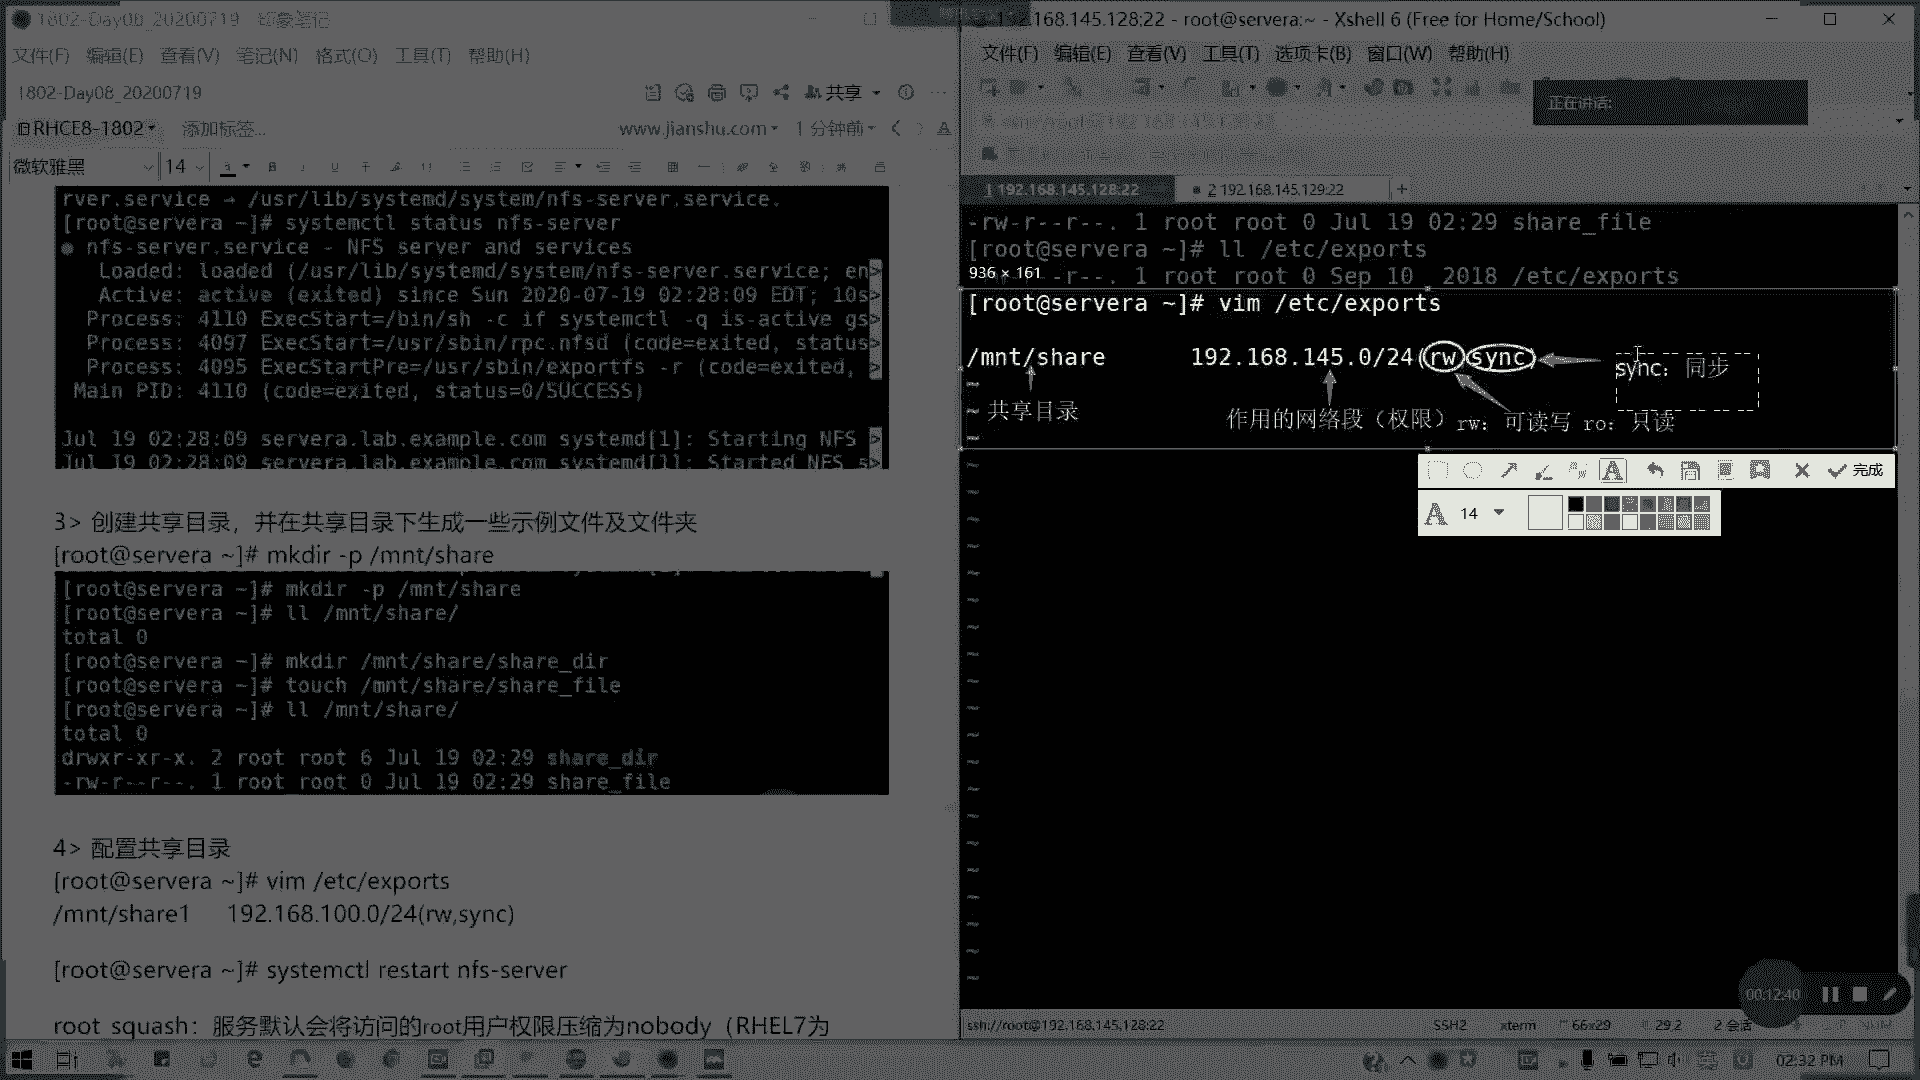 1802-Day08_20200719 - 印象笔记
文件(F) 编辑(E) 查看(V) 笔记(N) 格式(O) 工具(T) 帮助(H)
1802-Day08_20200719
共享
RHCE8-1802
添加标签...
www.jianshu.com
1 分钟前
微软雅黑
14
rver.service → /usr/lib/systemd/system/nfs-server.service.
[root@servera ~]# systemctl status nfs-server
● nfs-server.service - NFS server and services
Loaded: loaded (/usr/lib/systemd/system/nfs-server.service; en>
Active: active (exited) since Sun 2020-07-19 02:28:09 EDT; 10s>
Process: 4110 ExecStart=/bin/sh -c if systemctl -q is-active gs>
Process: 4097 ExecStart=/usr/sbin/rpc.nfsd (code=exited, status>
Process: 4095 ExecStartPre=/usr/sbin/exportfs -r (code=exited, >
Main PID: 4110 (code=exited, status=0/SUCCESS)
Jul 19 02:28:09 servera.lab.example.com systemd[1]: Starting NFS >
Jul 19 02:28:09 servera.lab.example.com systemd[1]: Started NFS s>
3> 创建共享目录，并在共享目录下生成一些示例文件及文件夹
[root@servera ~]# mkdir -p /mnt/share
[root@servera ~]# mkdir -p /mnt/share
[root@servera ~]# ll /mnt/share/
total 0
[root@servera ~]# mkdir /mnt/share/share_dir
[root@servera ~]# touch /mnt/share/share_file
[root@servera ~]# ll /mnt/share/
total 0
drwxr-xr-x. 2 root root 6 Jul 19 02:29 share_dir
-rw-r--r--. 1 root root 0 Jul 19 02:29 share_file
4> 配置共享目录
[root@servera ~]# vim /etc/exports
/mnt/share1 192.168.100.0/24(rw,sync)
[root@servera ~]# systemctl restart nfs-server
root_squash：服务默认会将访问的root用户权限压缩为nobody（RHEL7为
192.168.145.128:22 - root@servera:~ - Xshell 6 (Free for Home/School)
文件(F) 编辑(E) 查看(V) 工具(T) 选项卡(B) 窗口(W) 帮助(H)
正在讲话:
1 192.168.145.128:22
2 192.168.145.129:22
+
-rw-r--r--. 1 root root 0 Jul 19 02:29 share_file
[root@servera ~]# ll /etc/exports
936 × 161
--r--. 1 root root 0 Sep 10 2018 /etc/exports
[root@servera ~]# vim /etc/exports
/mnt/share 192.168.145.0/24(rw,sync)
sync：同步
共享目录
作用的网络段（权限）
rw：可读写 ro：只读
完成
14
00:12:40
ssh://root@192.168.145.128:22
SSH2
xterm
66x29
29,2
2 会话
英
02:32 PM